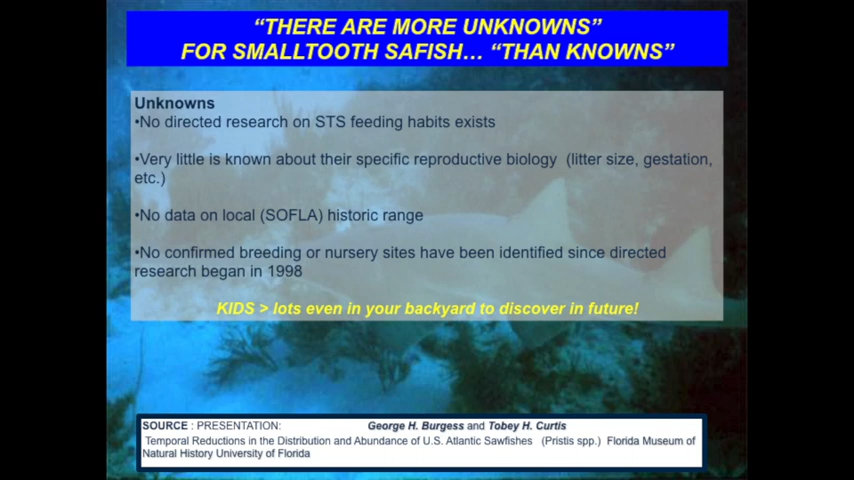 “THERE ARE MORE UNKNOWNS”
FOR SMALLTOOTH SAFISH... “THAN KNOWNS”
Unknowns
•No directed research on STS feeding habits exists
•Very little is known about their specific reproductive biology (litter size, gestation,
etc.)
•No data on local (SOFLA) historic range
•No confirmed breeding or nursery sites have been identified since directed
research began in 1998
KIDS > lots even in your backyard to discover in future!
SOURCE : PRESENTATION: George H. Burgess and Tobey H. Curtis
Temporal Reductions in the Distribution and Abundance of U.S. Atlantic Sawfishes (Pristis spp.) Florida Museum of
Natural History University of Florida